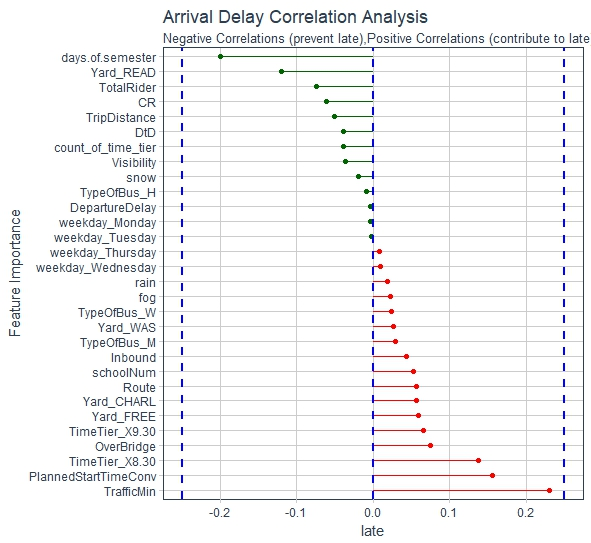 Arrival Delay Correlation Analysis
Negative Correlations (prevent late),Positive Correlations (contribute to late
days.of.semester
Yard_READ
TotalRider
CR
TripDistance
DtD
count_of_time_tier
Visibility
snow
TypeOfBus_H
DepartureDelay
weekday_Monday
weekday_Tuesday
weekday_Thursday
weekday_Wednesday
rain
fog
TypeOfBus_W
Yard_WAS
TypeOfBus_M
Inbound
schoolNum
Route
Yard_CHARL
Yard_FREE
TimeTier_X9.30
OverBridge
TimeTier_X8.30
PlannedStartTimeConv
TrafficMin
Feature Importance
-0.2 -0.1 0.0 0.1 0.2
late